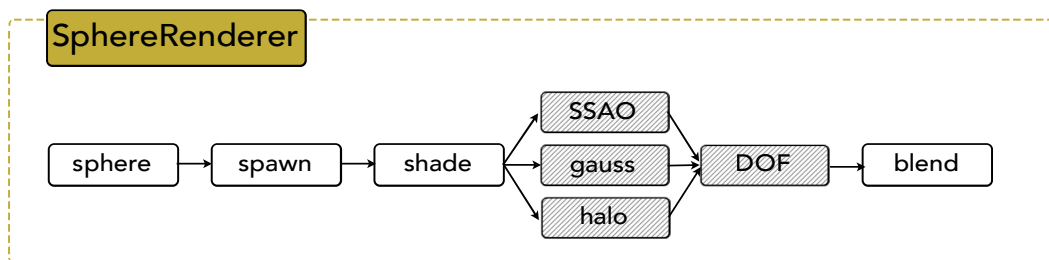 SphereRenderer
SSAO
sphere
spawn
shade
gauss
DOF
blend
halo